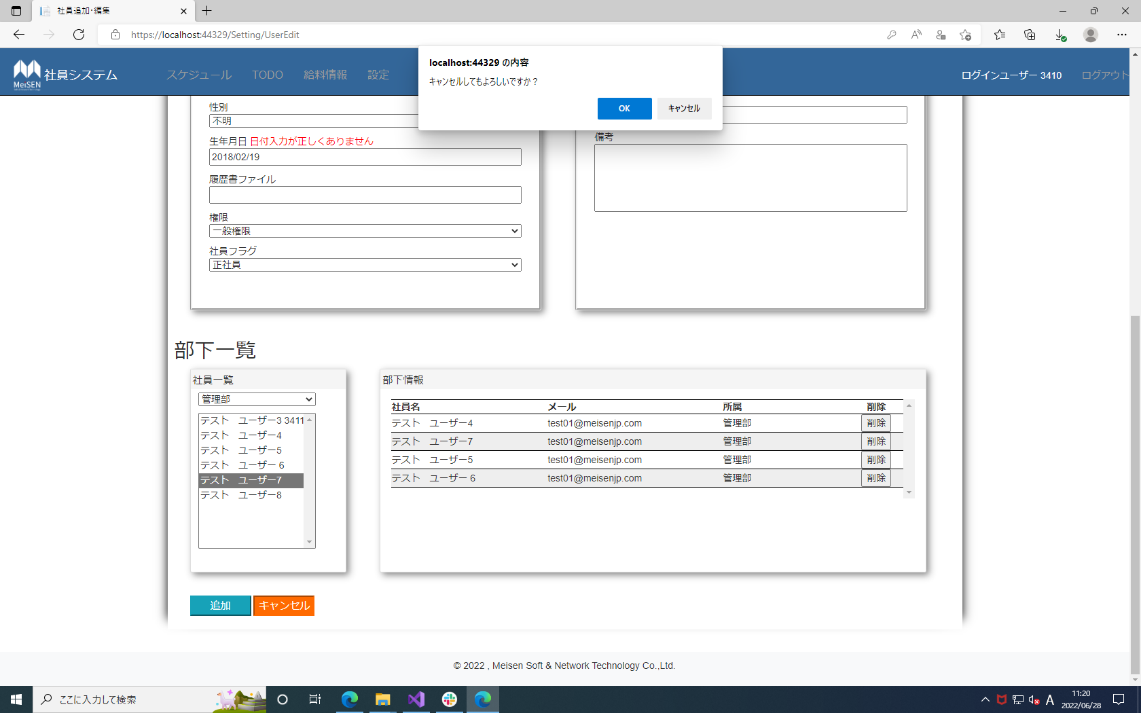 社員追加・編集
https://localhost:44329/Setting/UserEdit
localhost:44329 の内容
キャンセルしてもよろしいですか？
OK
キャンセル
MeiSEN
社員システム
スケジュール
TODO
給料情報
設定
ログインユーザー 3410
ログアウト
性別
不明
生年月日 日付入力が正しくありません
2018/02/19
履歴書ファイル
権限
一般権限
社員フラグ
正社員
備考
部下一覧
社員一覧
管理部
テスト　ユーザー3 3411
テスト　ユーザー4
テスト　ユーザー5
テスト　ユーザー 6
テスト　ユーザー7
テスト　ユーザー8
部下情報
社員名 メール 所属 削除
テスト　ユーザー4 test01@meisenjp.com 管理部 削除
テスト　ユーザー7 test01@meisenjp.com 管理部 削除
テスト　ユーザー5 test01@meisenjp.com 管理部 削除
テスト　ユーザー 6 test01@meisenjp.com 管理部 削除
追加
キャンセル
© 2022 , Meisen Soft & Network Technology Co.,Ltd.
ここに入力して検索
A
11:20
2022/06/28